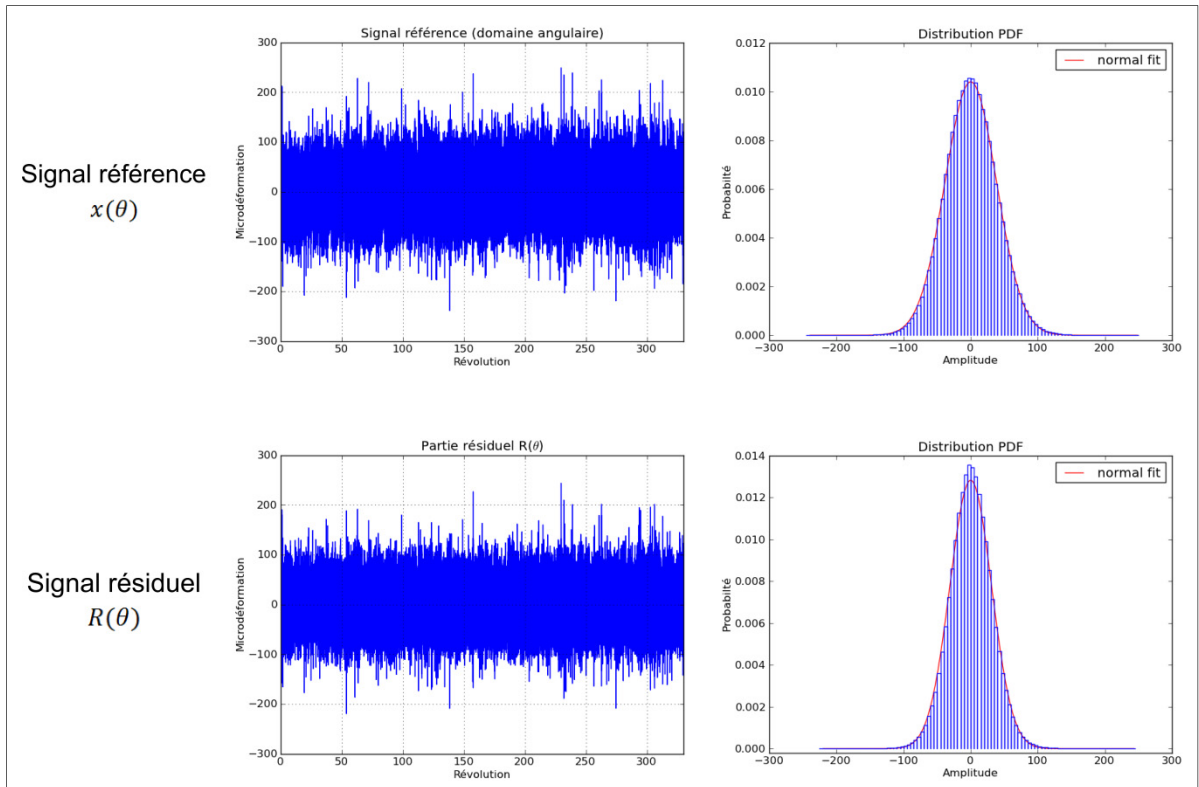 Signal référence
x(θ)
Signal référence (domaine angulaire)
Microdéformation
300
200
100
0
−100
−200
−300
0 50 100 150 200 250 300
Révolution
Distribution PDF
normal fit
Probabilté
0.012
0.010
0.008
0.006
0.004
0.002
0.000
−300 −200 −100 0 100 200 300
Amplitude
Signal résiduel
R(θ)
Partie résiduel R(θ)
Microdéformation
300
200
100
0
−100
−200
−300
0 50 100 150 200 250 300
Révolution
Distribution PDF
normal fit
Probabilté
0.014
0.012
0.010
0.008
0.006
0.004
0.002
0.000
−300 −200 −100 0 100 200 300
Amplitude